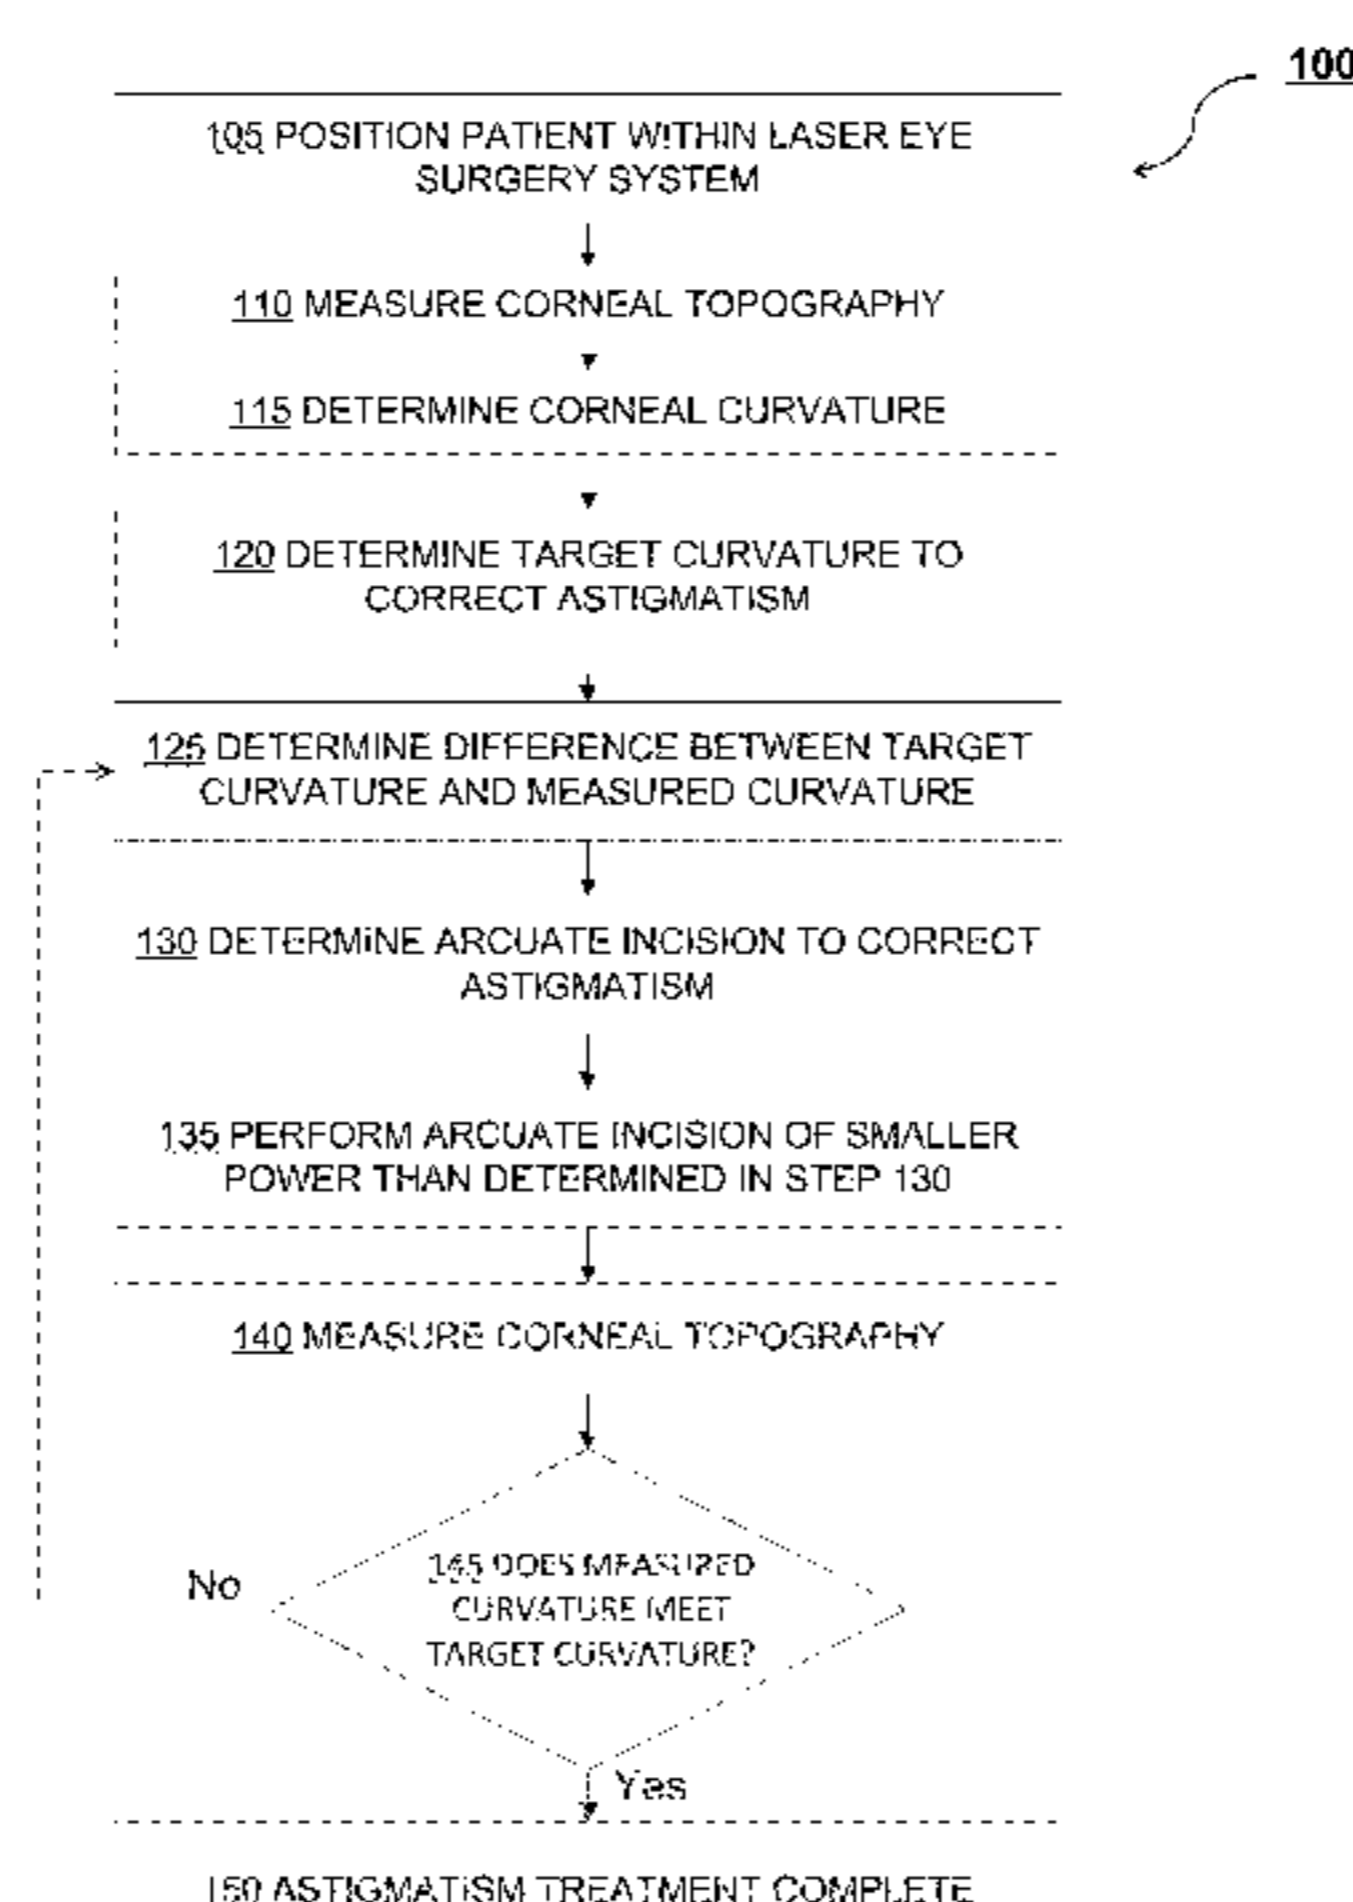 100
105 POSITION PATIENT WITHIN LASER EYE
SURGERY SYSTEM
110 MEASURE CORNEAL TOPOGRAPHY
115 DETERMINE CORNEAL CURVATURE
120 DETERMINE TARGET CURVATURE TO
CORRECT ASTIGMATISM
125 DETERMINE DIFFERENCE BETWEEN TARGET
CURVATURE AND MEASURED CURVATURE
130 DETERMINE ARCUATE INCISION TO CORRECT
ASTIGMATISM
135 PERFORM ARCUATE INCISION OF SMALLER
POWER THAN DETERMINED IN STEP 130
140 MEASURE CORNEAL TOPOGRAPHY
145 DOES MEASURED
CURVATURE MEET
TARGET CURVATURE?
No
Yes
150 ASTIGMATISM TREATMENT COMPLETE